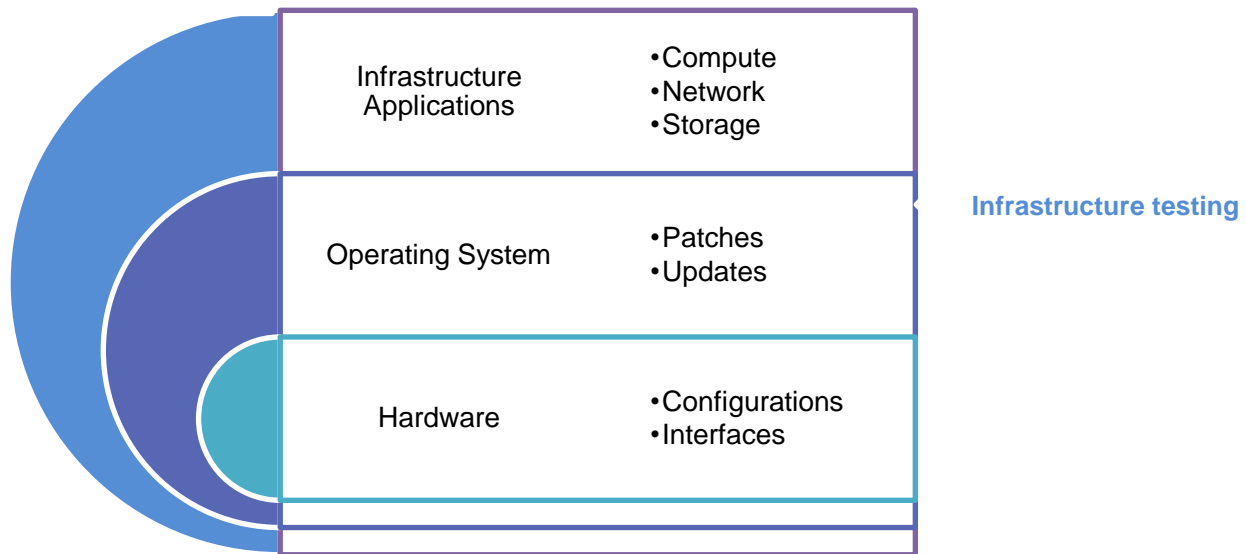 Infrastructure
Applications
•Compute
•Network
•Storage
Infrastructure testing
Operating System
•Patches
•Updates
Hardware
•Configurations
•Interfaces